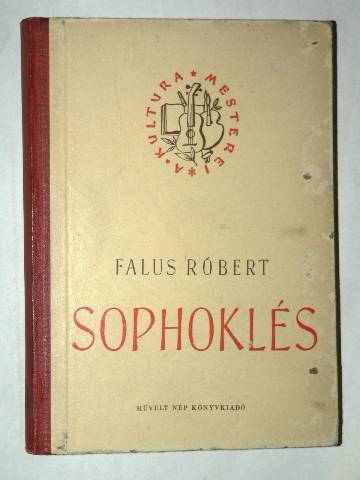 A KULTURA MESTEREI
FALUS RÓBERT
SOPHOKLÉS
MŰVELT NÉP KÖNYVKIADÓ